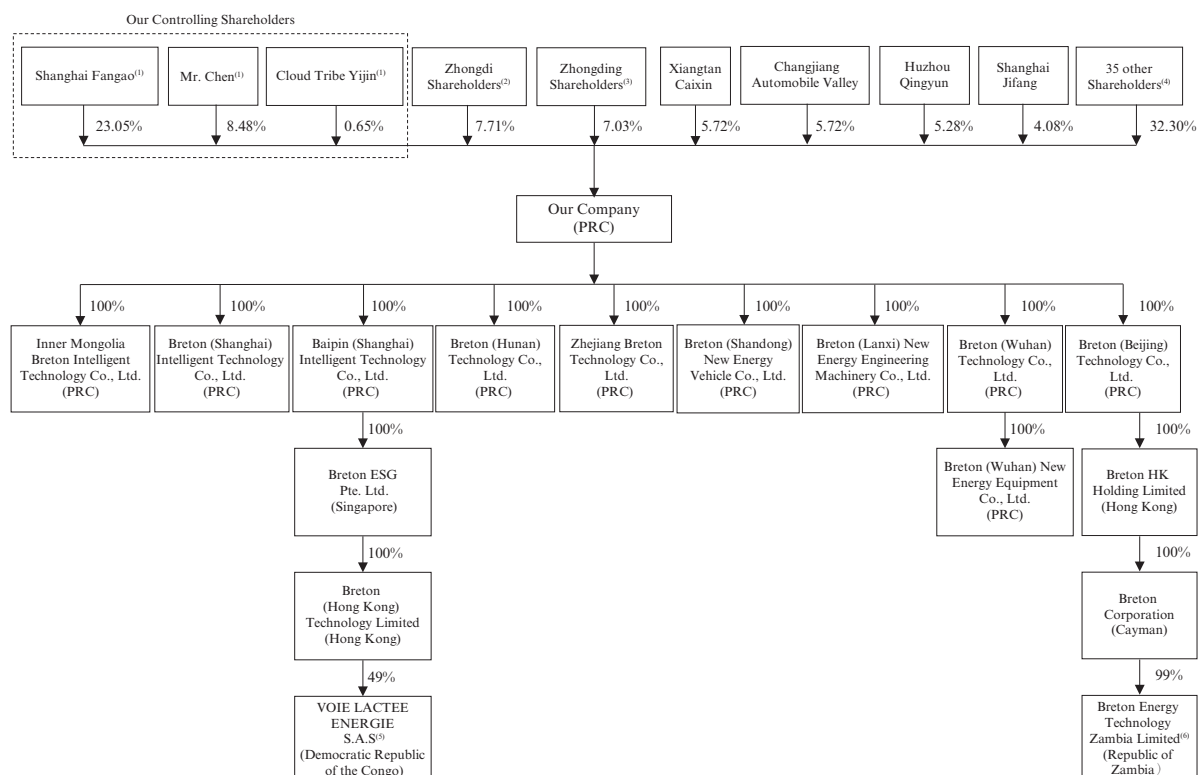 Our Controlling Shareholders
Shanghai Fangao(1)
Mr. Chen(1)
Cloud Tribe Yijin(1)
Zhongdi
Shareholders(2)
Zhongding
Shareholders(3)
Xiangtan
Caixin
Changjiang
Automobile Valley
Huzhou
Qingyun
Shanghai
Jifang
35 other
Shareholders(4)
23.05%
8.48%
0.65%
7.71%
7.03%
5.72%
5.72%
5.28%
4.08%
32.30%
Our Company
(PRC)
100%
100%
100%
100%
100%
100%
100%
100%
100%
Inner Mongolia
Breton Intelligent
Technology Co., Ltd.
(PRC)
Breton (Shanghai)
Intelligent Technology
Co., Ltd.
(PRC)
Baipin (Shanghai)
Intelligent Technology
Co., Ltd.
(PRC)
Breton (Hunan)
Technology Co.,
Ltd.
(PRC)
Zhejiang Breton
Technology Co.,
Ltd.
(PRC)
Breton (Shandong)
New Energy
Vehicle Co., Ltd.
(PRC)
Breton (Lanxi) New
Energy Engineering
Machinery Co., Ltd.
(PRC)
Breton (Wuhan)
Technology Co.,
Ltd.
(PRC)
Breton (Beijing)
Technology Co.,
Ltd.
(PRC)
100%
100%
100%
Breton ESG
Pte. Ltd.
(Singapore)
Breton (Wuhan) New
Energy Equipment
Co., Ltd.
(PRC)
Breton HK
Holding Limited
(Hong Kong)
100%
100%
Breton
(Hong Kong)
Technology Limited
(Hong Kong)
Breton
Corporation
(Cayman)
49%
99%
VOIE LACTEE
ENERGIE
S.A.S(5)
(Democratic Republic
of the Congo)
Breton Energy
Technology
Zambia Limited(6)
(Republic of
Zambia）